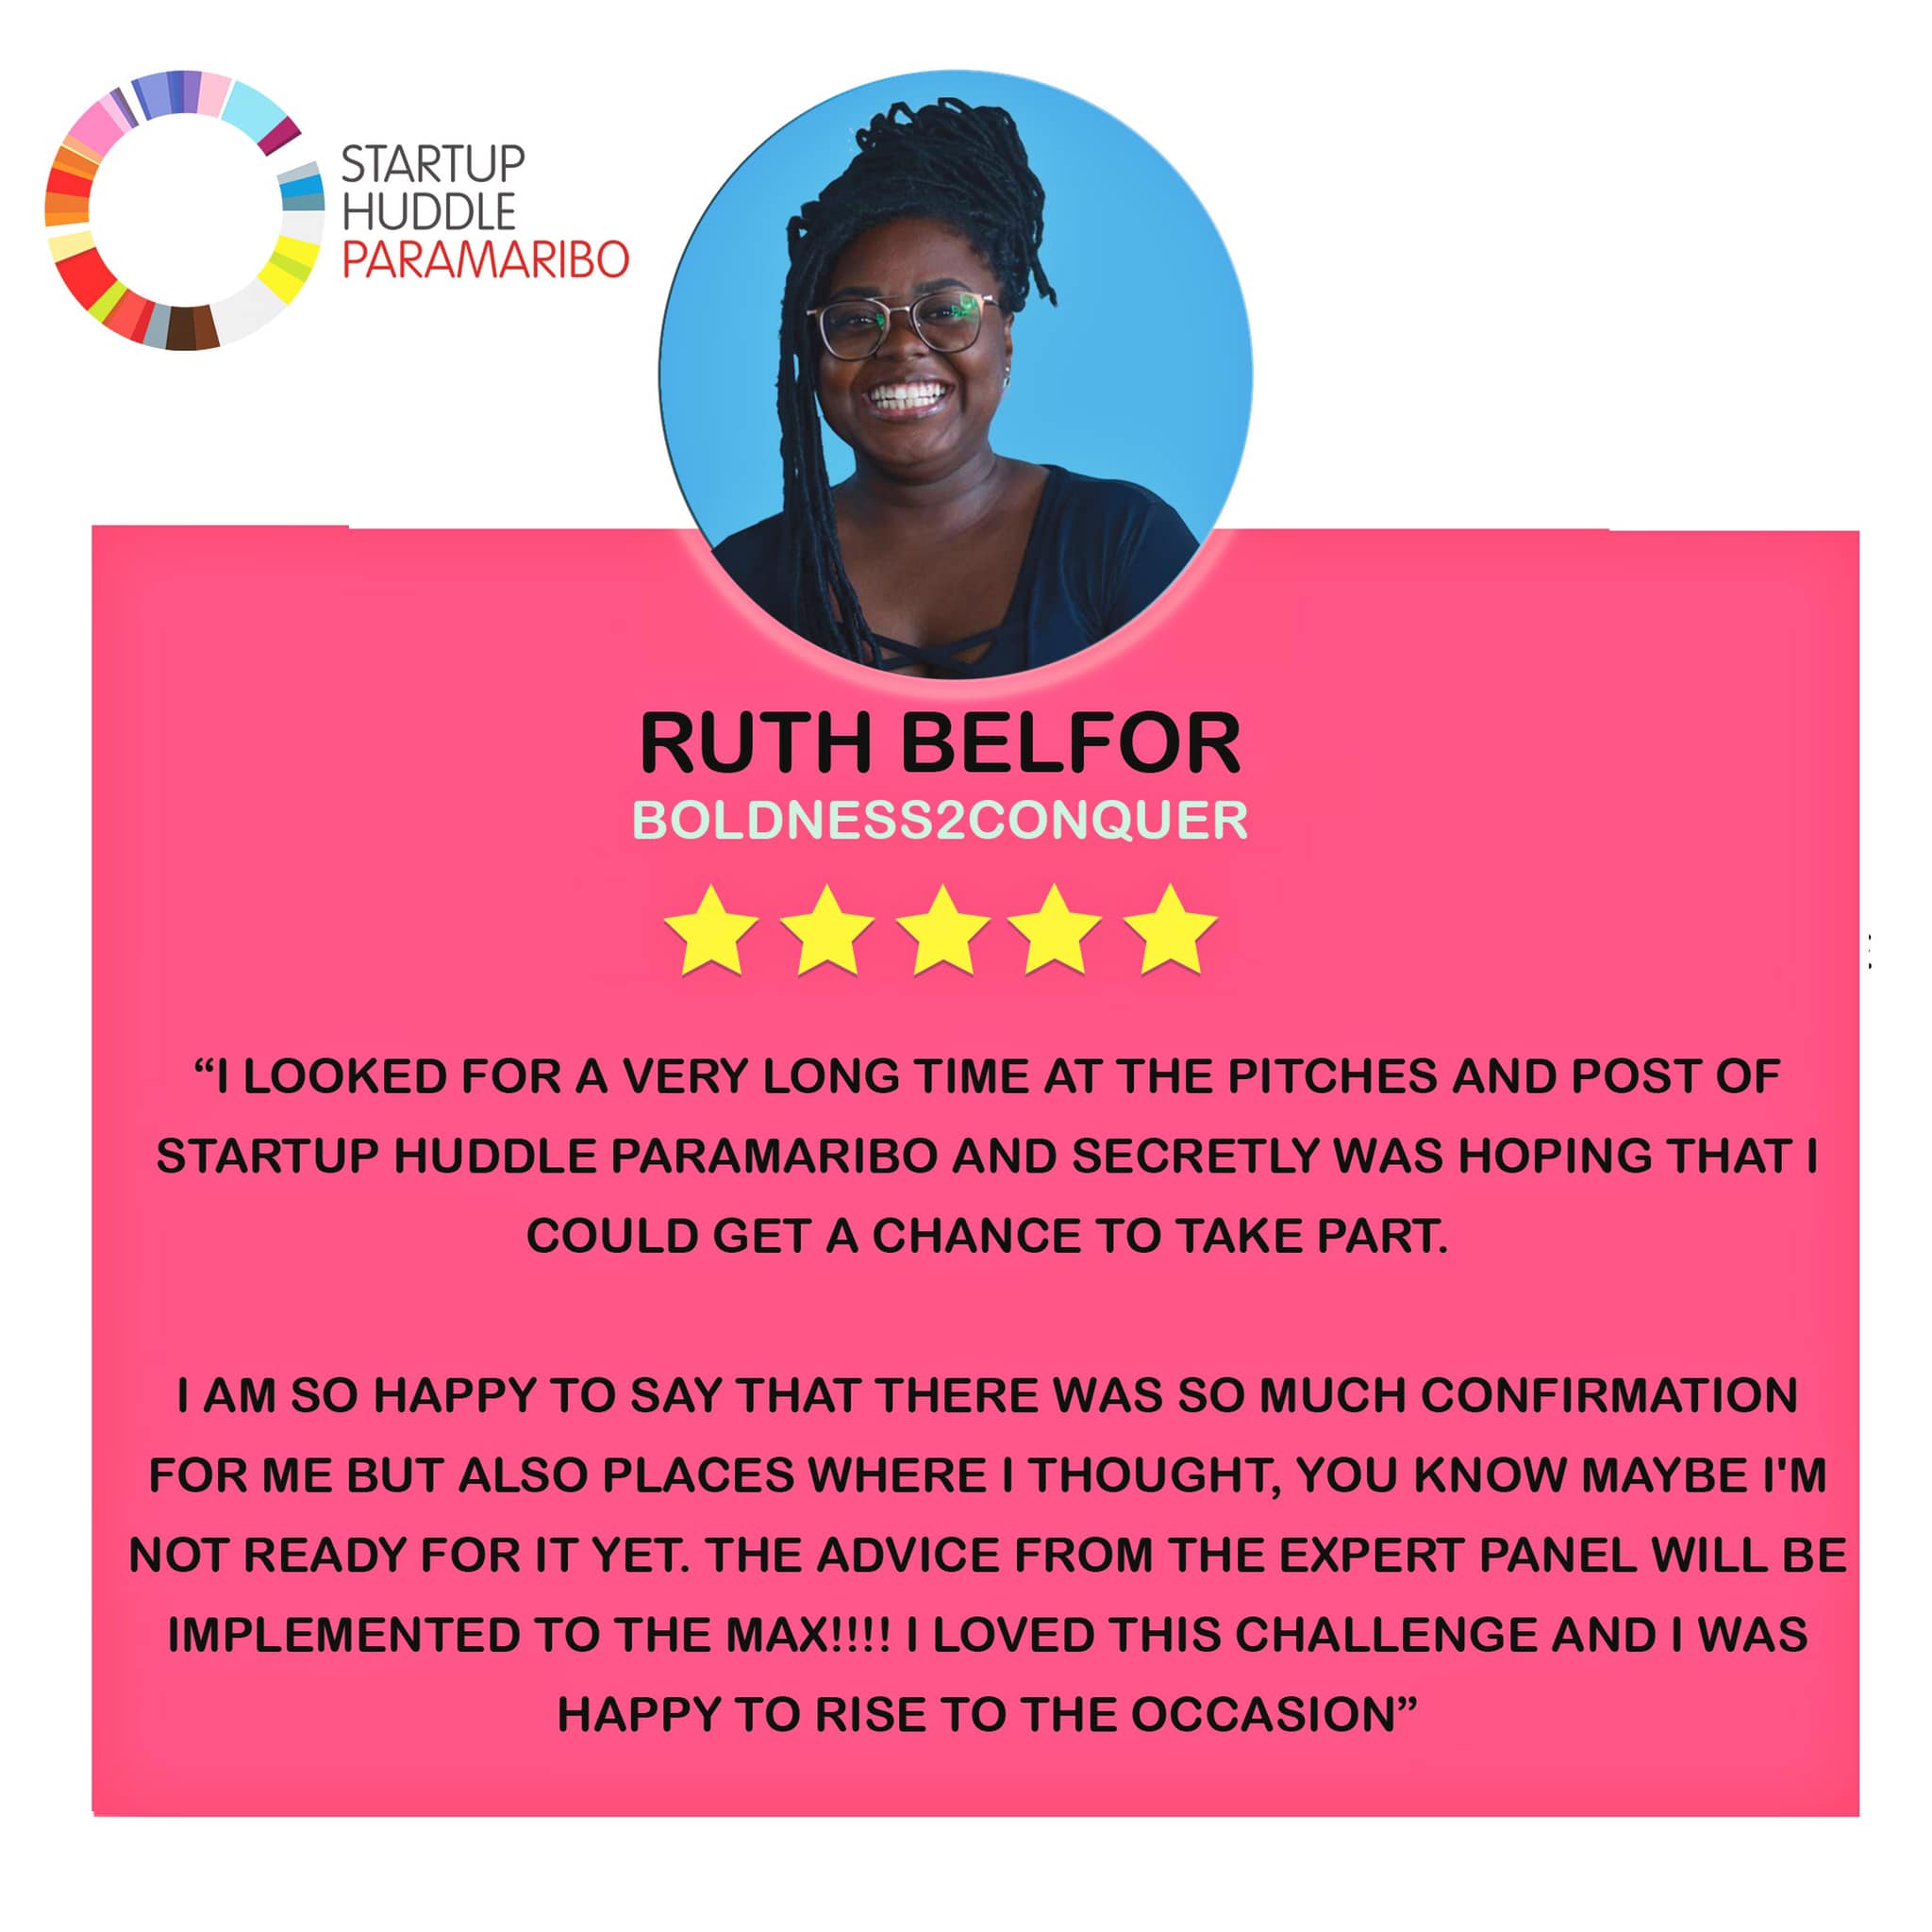 STARTUP
HUDDLE
PARAMARIBO
RUTH BELFOR
BOLDNESS2CONQUER
“I LOOKED FOR A VERY LONG TIME AT THE PITCHES AND POST OF
STARTUP HUDDLE PARAMARIBO AND SECRETLY WAS HOPING THAT I
COULD GET A CHANCE TO TAKE PART.
I AM SO HAPPY TO SAY THAT THERE WAS SO MUCH CONFIRMATION
FOR ME BUT ALSO PLACES WHERE I THOUGHT, YOU KNOW MAYBE I'M
NOT READY FOR IT YET. THE ADVICE FROM THE EXPERT PANEL WILL BE
IMPLEMENTED TO THE MAX!!!! I LOVED THIS CHALLENGE AND I WAS
HAPPY TO RISE TO THE OCCASION”